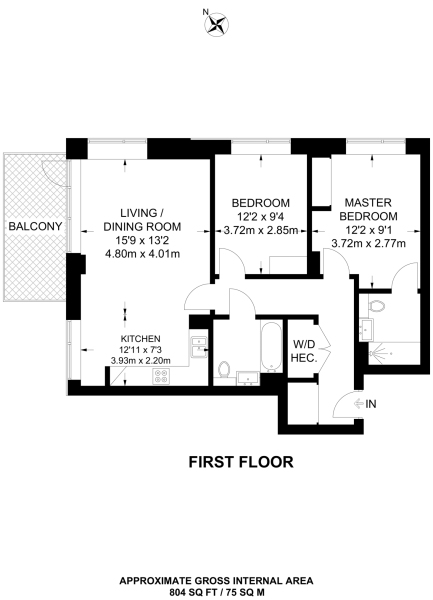 N
BALCONY
LIVING /
DINING ROOM
15'9 x 13'2
4.80m x 4.01m
BEDROOM
12'2 x 9'4
3.72m x 2.85m
MASTER
BEDROOM
12'2 x 9'1
3.72m x 2.77m
KITCHEN
12'11 x 7'3
3.93m x 2.20m
W/D
HEC.
IN
FIRST FLOOR
APPROXIMATE GROSS INTERNAL AREA
804 SQ FT / 75 SQ M